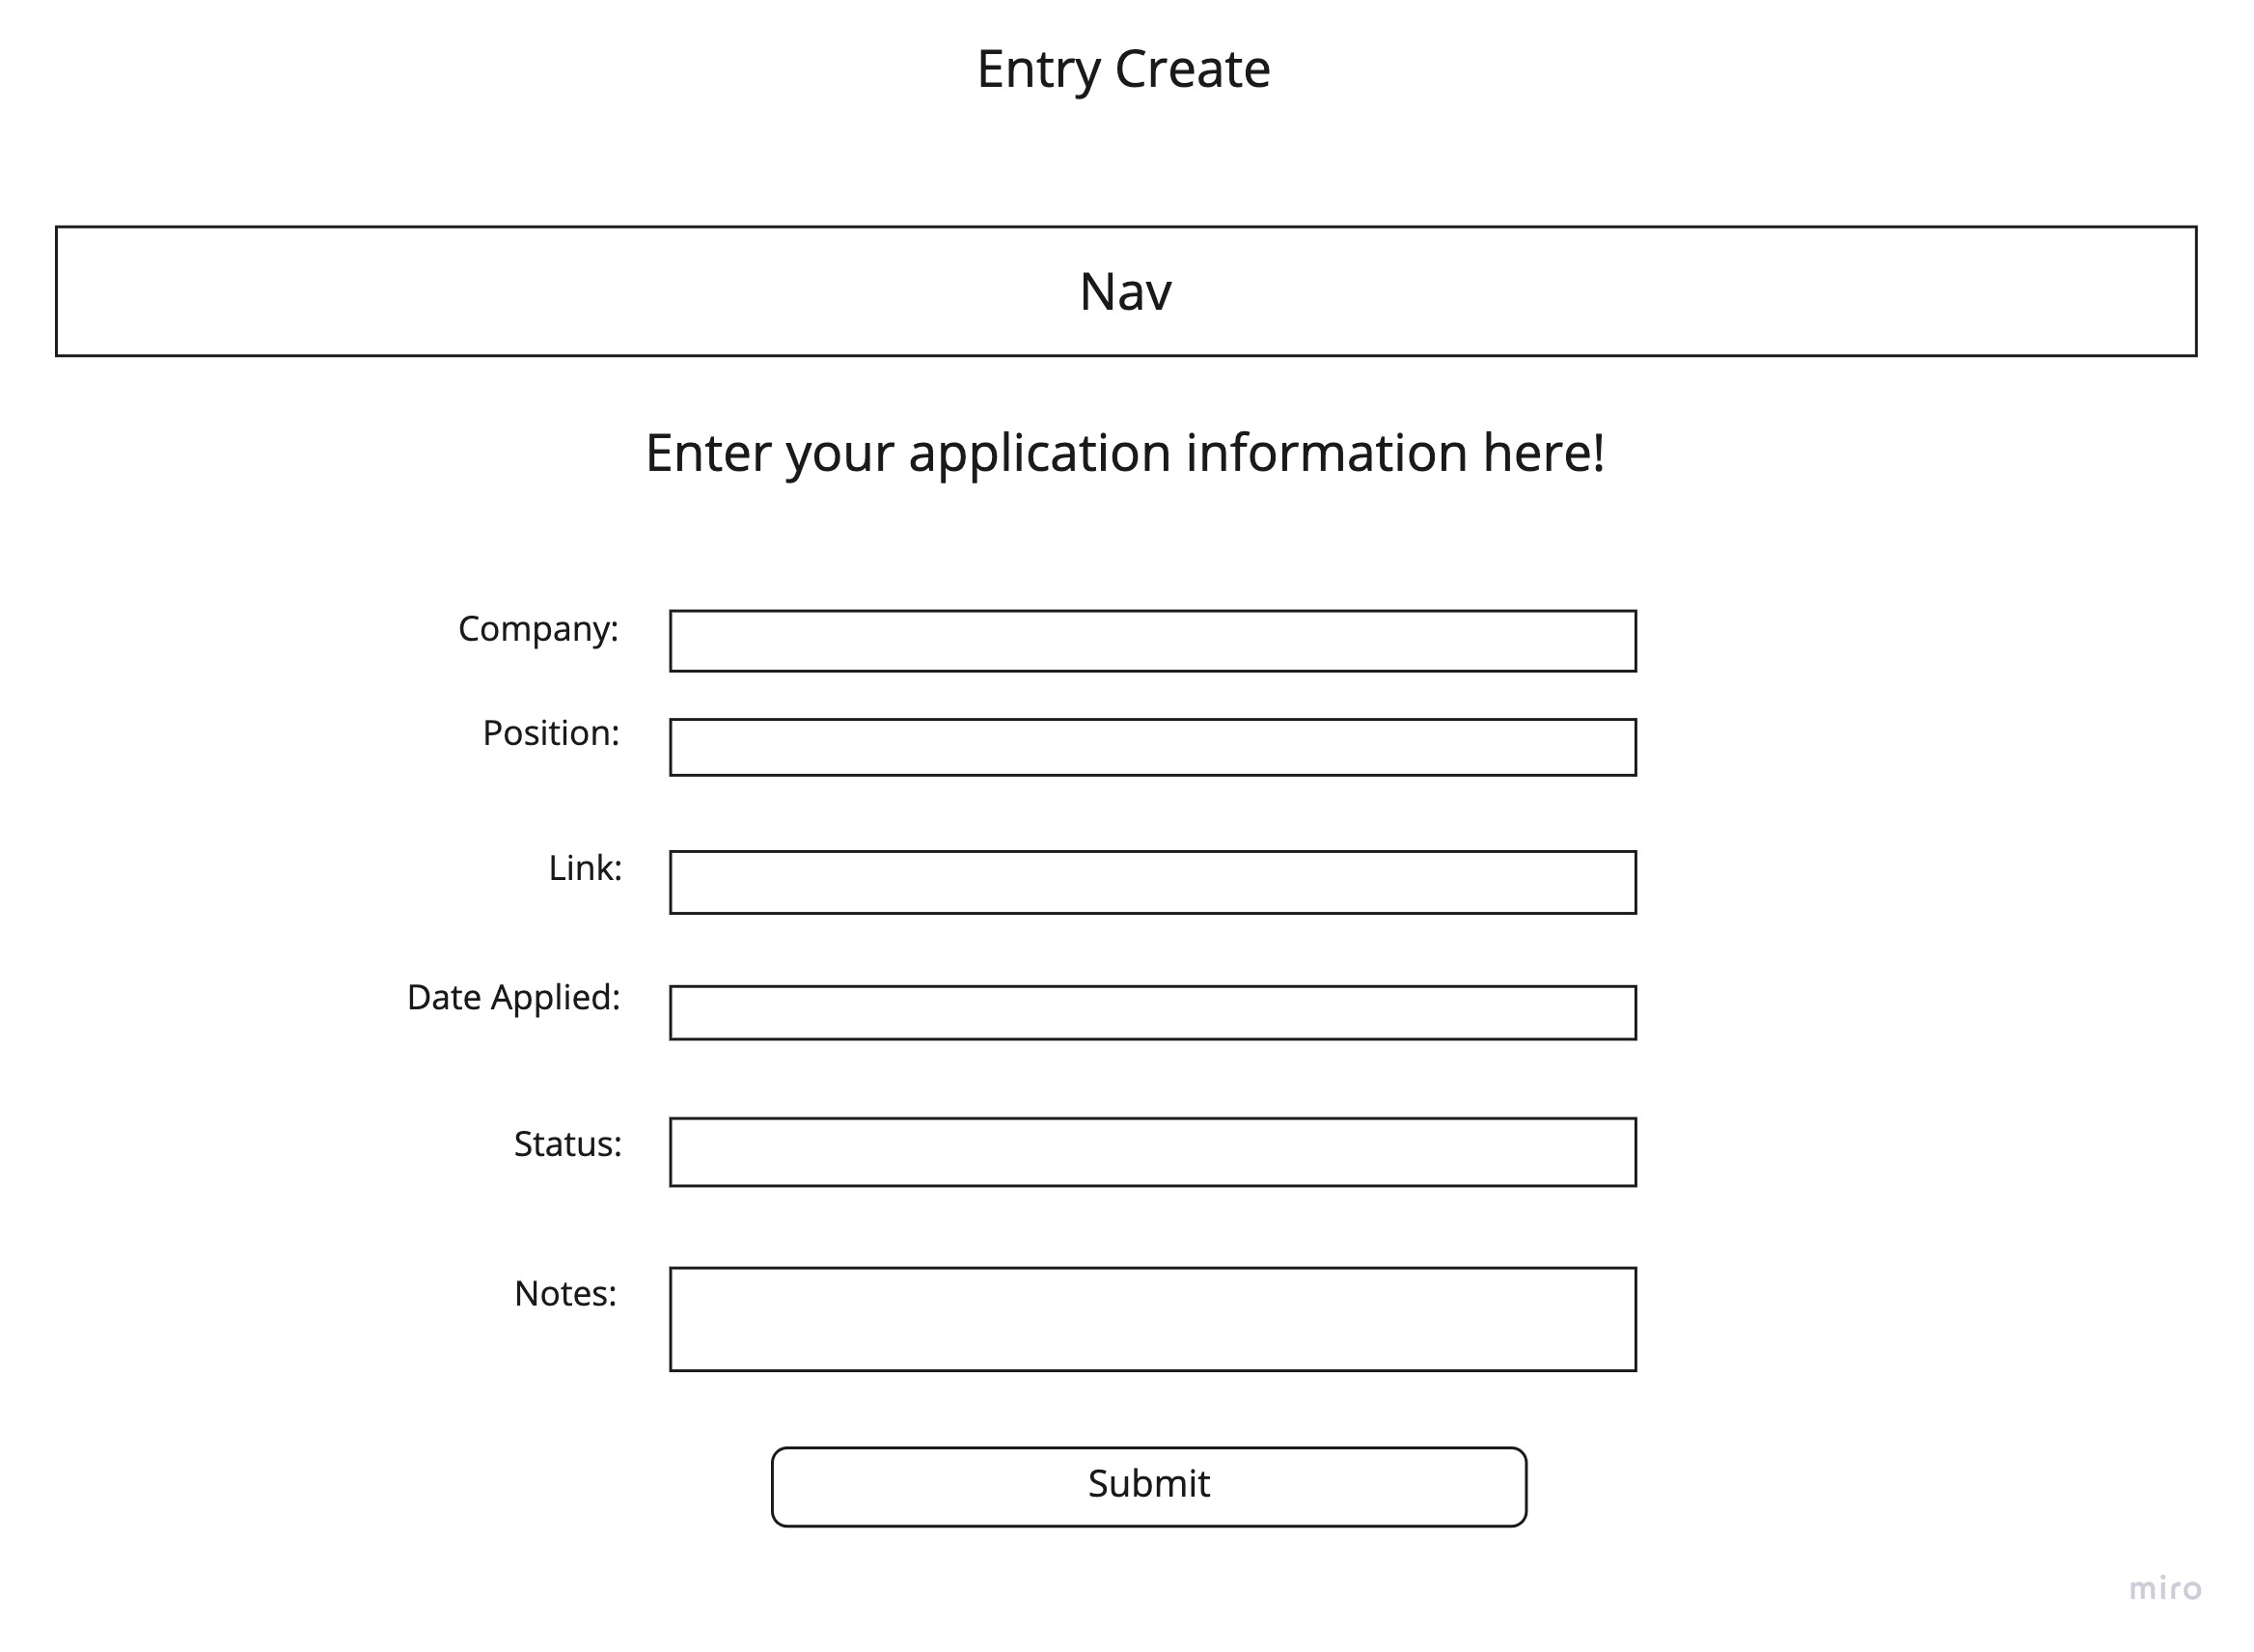 Entry Create
Nav
Enter your application information here!
Company:
Position:
Link:
Date Applied:
Status:
Notes:
Submit
miro